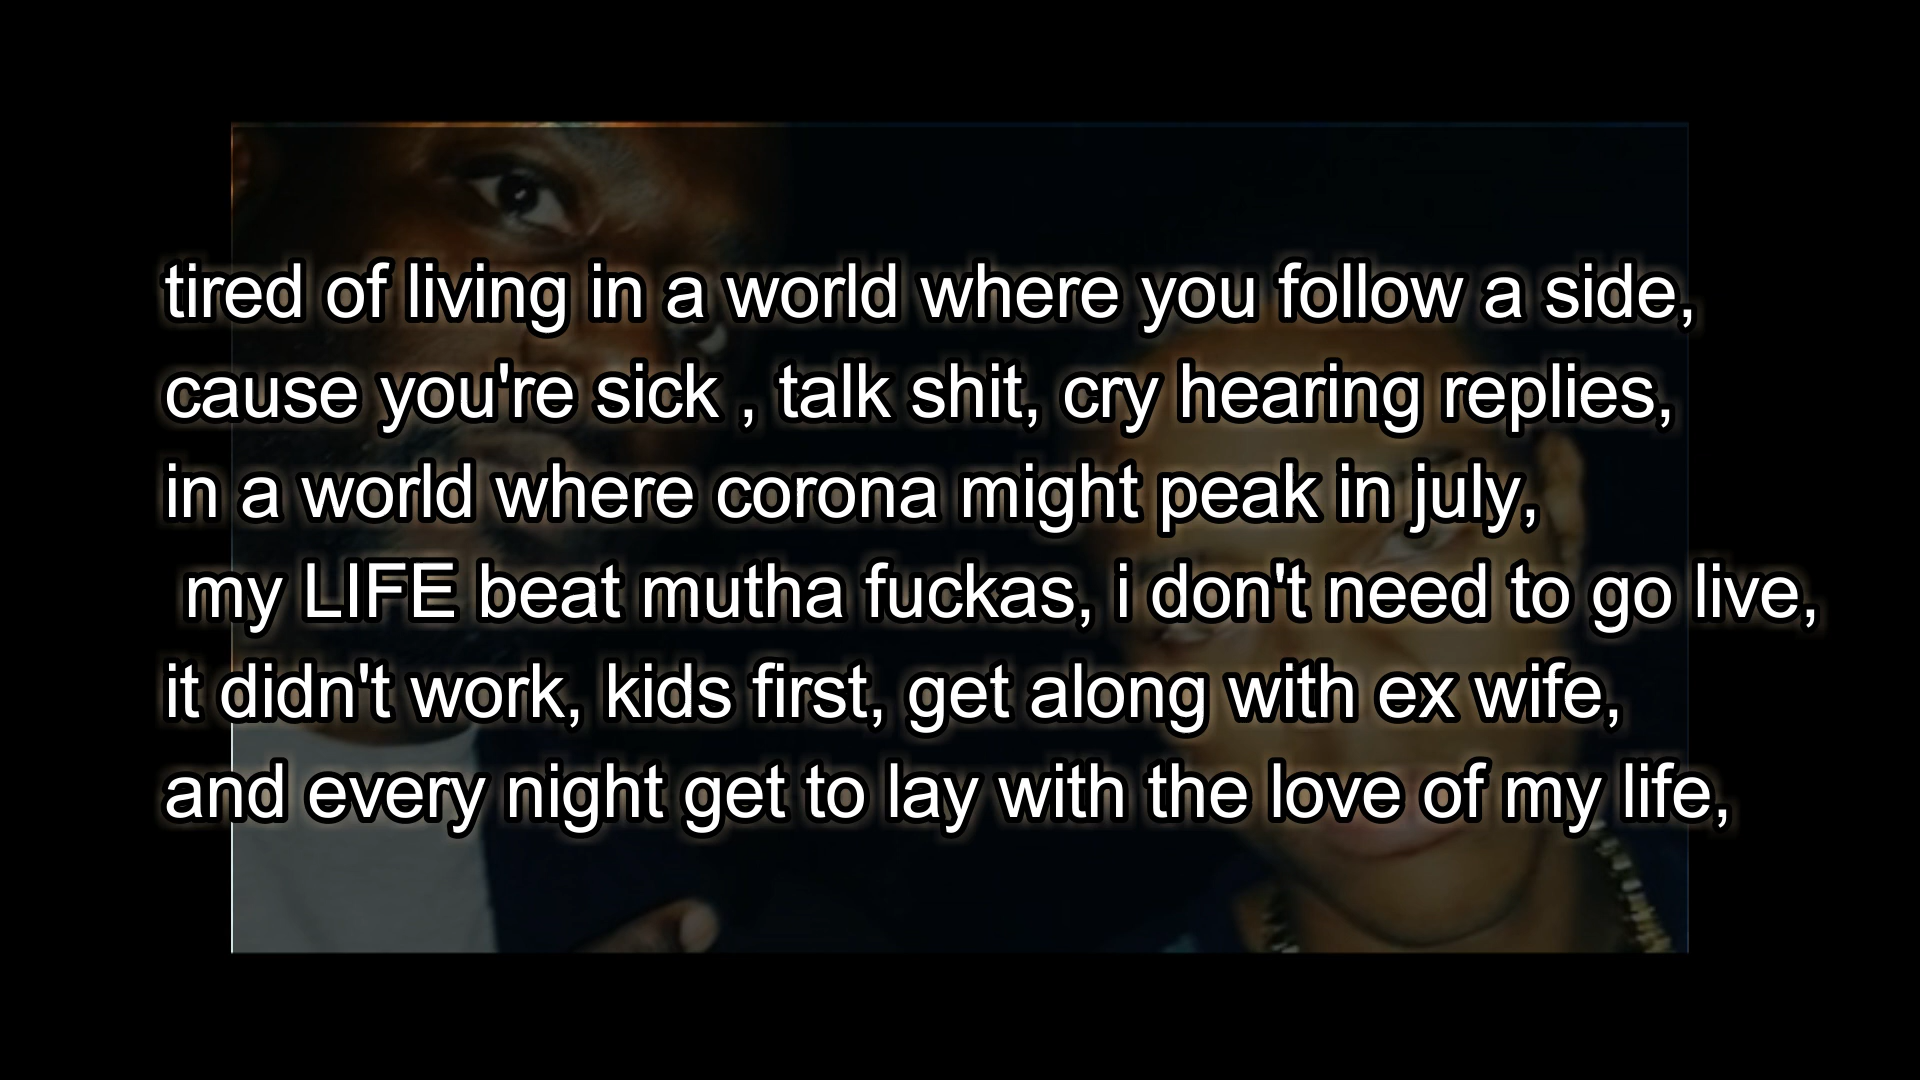 tired of living in a world where you follow a side,
cause you're sick , talk shit, cry hearing replies,
in a world where corona might peak in july,
my LIFE beat mutha fuckas, i don't need to go live,
it didn't work, kids first, get along with ex wife,
and every night get to lay with the love of my life,